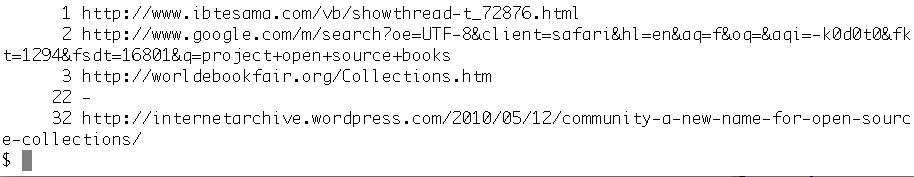 1 http://www.ibtesama.com/vb/showthread-t_72876.html
2 http://www.google.com/m/search?oe=UTF-8&client=safari&hl=en&aq=f&oq=&aqi=-k0d0t0&fk
t=1294&fsdt=16801&q=project+open+source+books
3 http://worldebookfair.org/Collections.htm
22 -
32 http://internetarchive.wordpress.com/2010/05/12/community-a-new-name-for-open-sourc
e-collections/
$